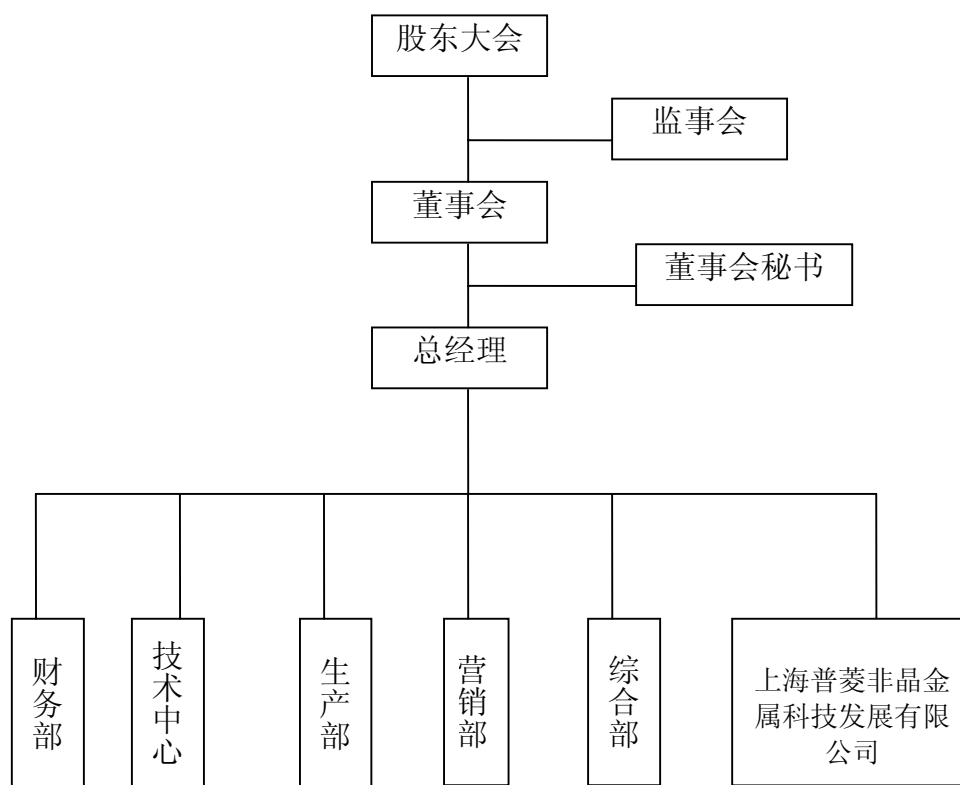 股东大会
监事会
董事会
董事会秘书
总经理
财务部
技术中心
生产部
营销部
综合部
上海普菱非晶金
属科技发展有限
公司